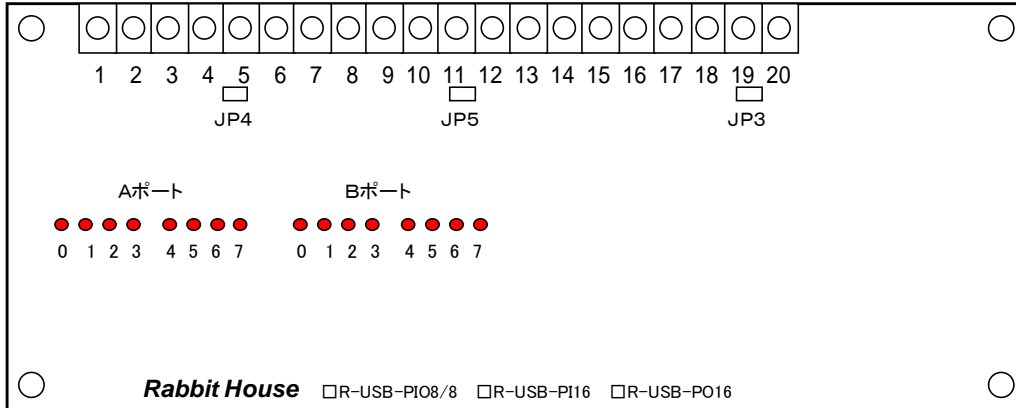 1 2 3 4 5 6 7 8 9 10 11 12 13 14 15 16 17 18 19 20
JP4 JP5 JP3
Aポート Bポート
0 1 2 3 4 5 6 7 0 1 2 3 4 5 6 7
Rabbit House □R-USB-PIO8/8 □R-USB-PI16 □R-USB-PO16